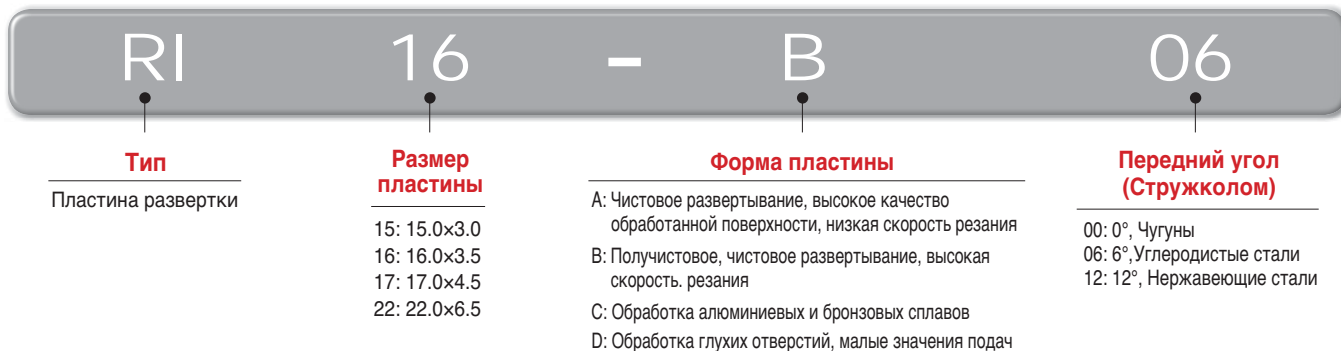 RI 16 - B 06
Тип
Пластина развертки
Размер
пластины
15: 15.0×3.0
16: 16.0×3.5
17: 17.0×4.5
22: 22.0×6.5
Форма пластины
A: Чистовое развертывание, высокое качество
обработанной поверхности, низкая скорость резания
B: Получистовое, чистовое развертывание, высокая
скорость. резания
C: Обработка алюминиевых и бронзовых сплавов
D: Обработка глухих отверстий, малые значения подач
Передний угол
(Стружколом)
00: 0°, Чугуны
06: 6°,Углеродистые стали
12: 12°, Нержавеющие стали